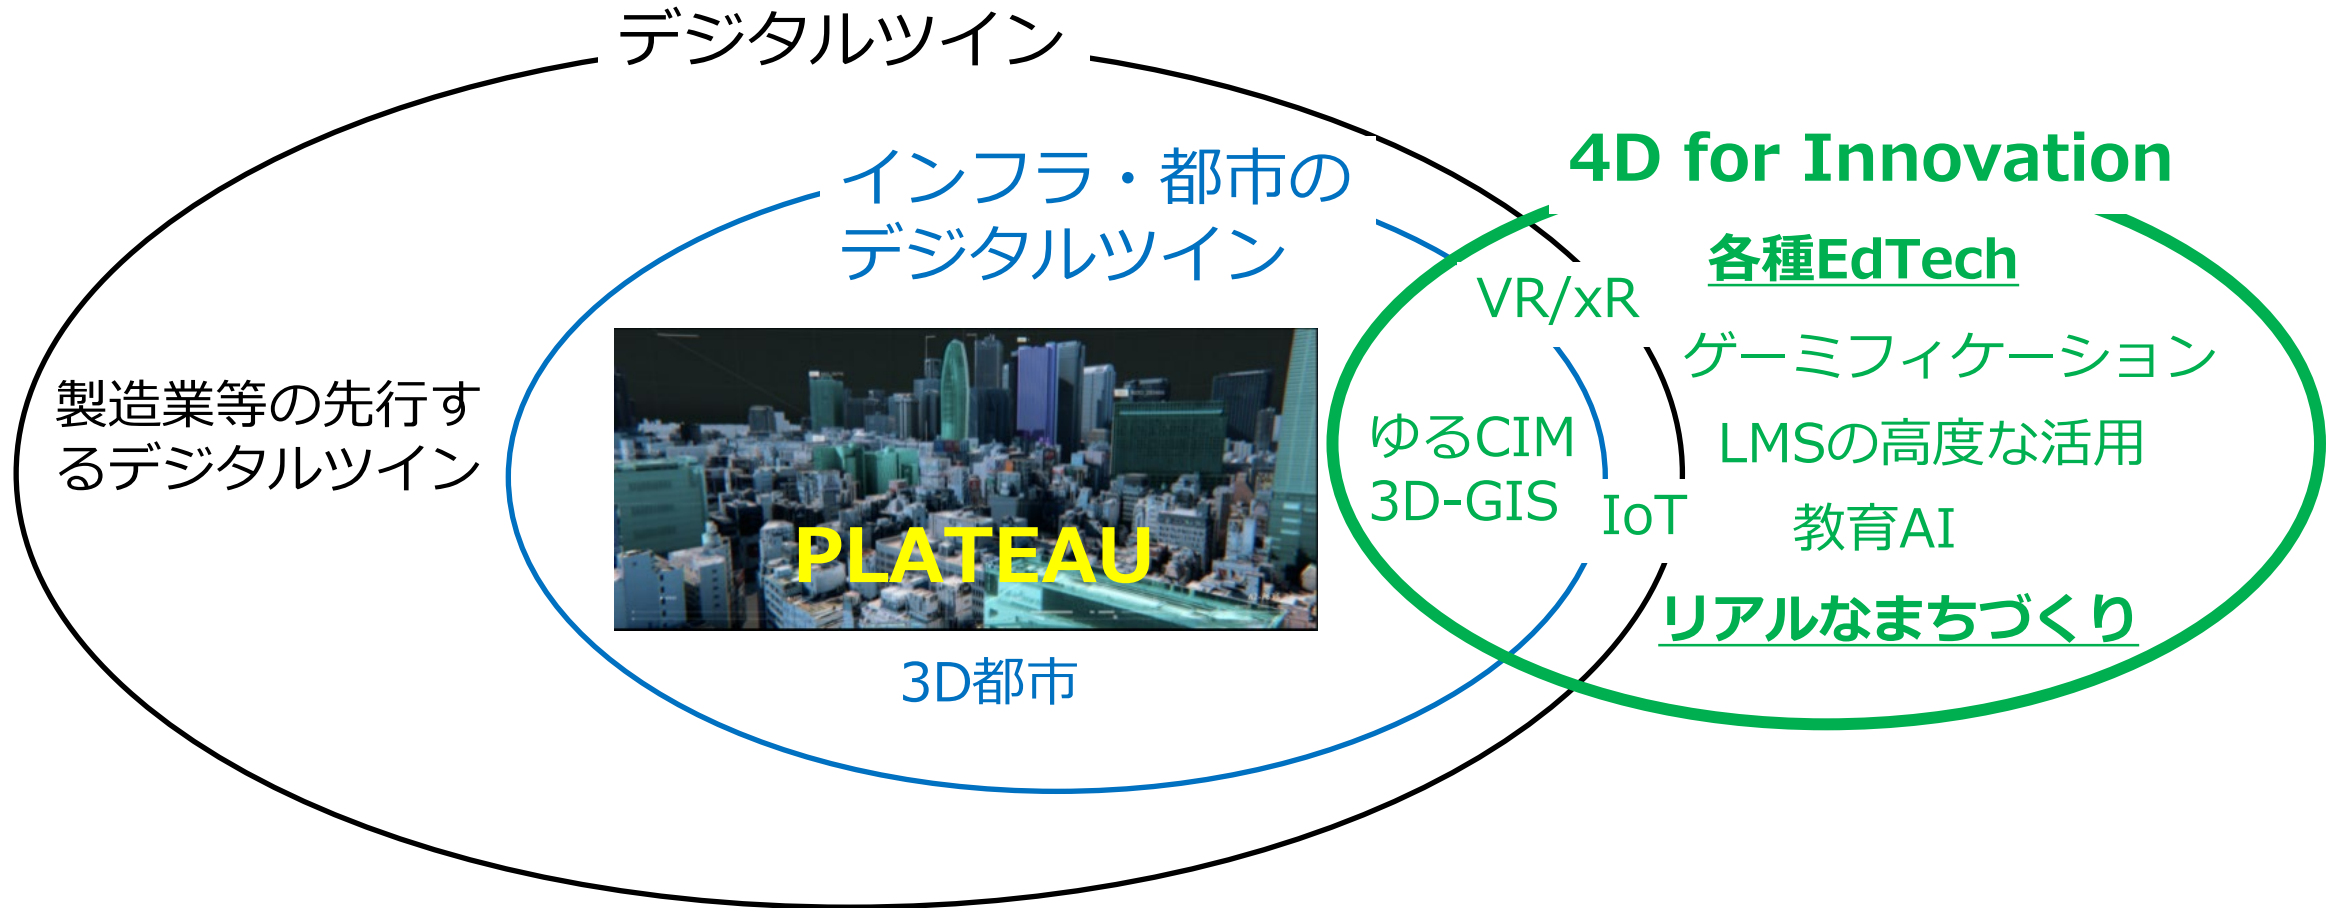 デジタルツイン
インフラ・都市の
デジタルツイン
製造業等の先行す
るデジタルツイン
PLATEAU
3D都市
4D for Innovation
各種EdTech
VR/xR
ゲーミフィケーション
ゆるCIM
3D-GIS
LMSの高度な活用
IoT
教育AI
リアルなまちづくり